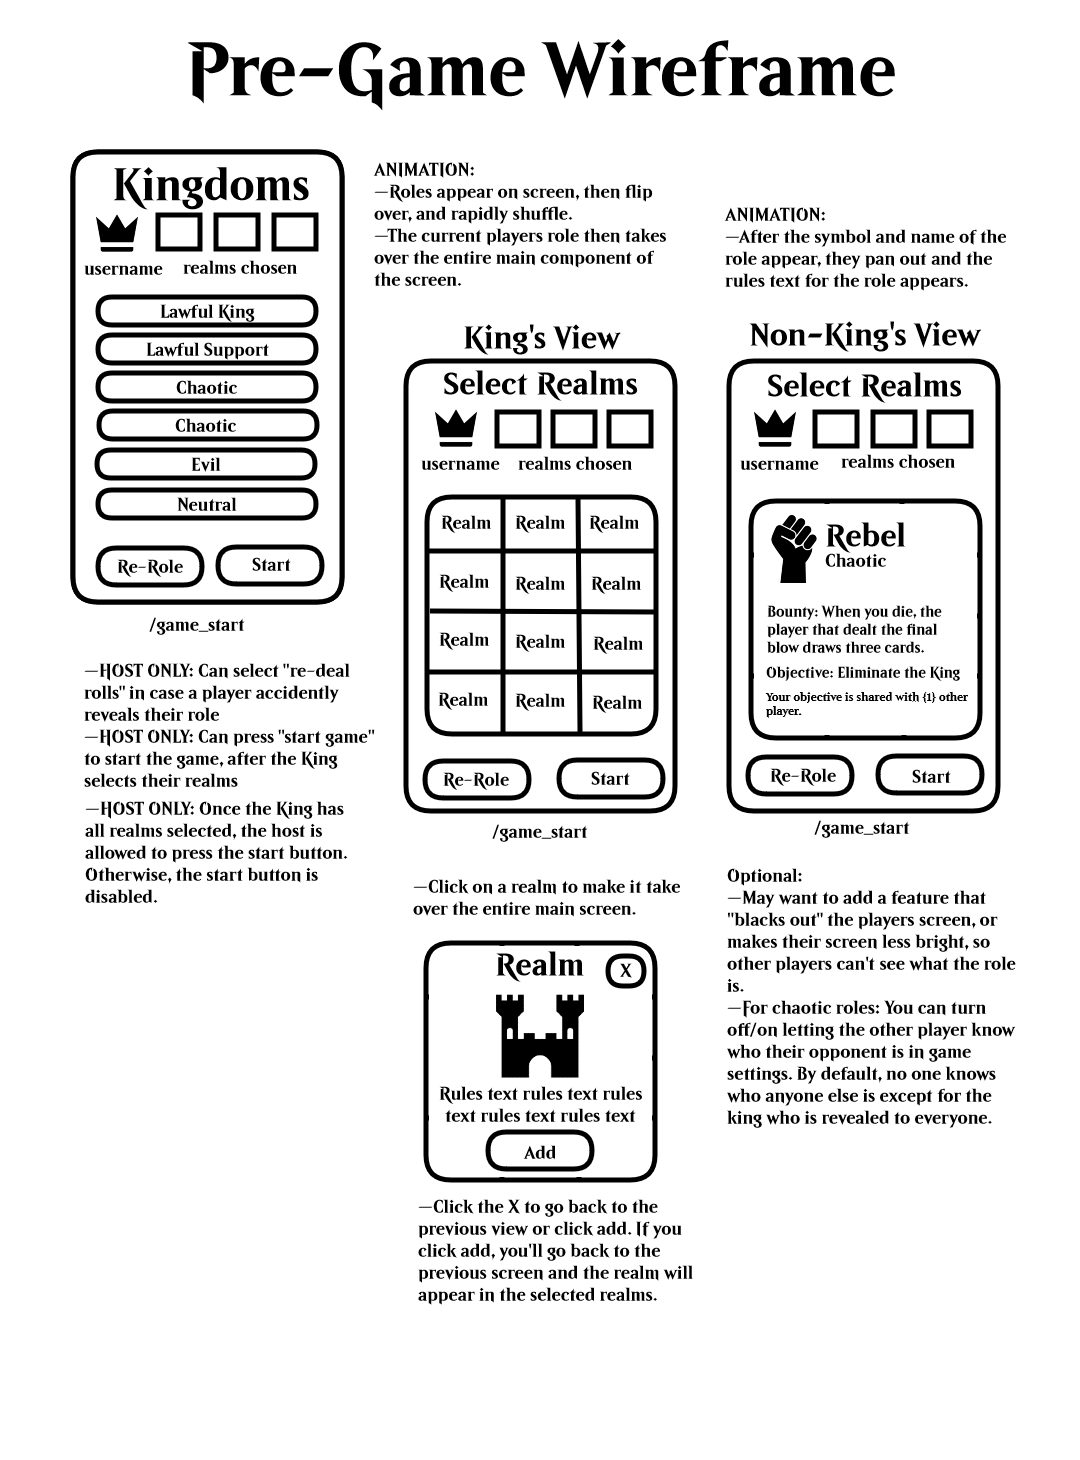 Pre-Game Wireframe
Kingdoms
username
realms chosen
Lawful King
Lawful Support
Chaotic
Chaotic
Evil
Neutral
Re-Role
Start
/game_start
—HOST ONLY: Can select "re-deal
rolls" in case a player accidently
reveals their role
—HOST ONLY: Can press "start game"
to start the game, after the King
selects their realms
—HOST ONLY: Once the King has
all realms selected, the host is
allowed to press the start button.
Otherwise, the start button is
disabled.
ANIMATION:
—Roles appear on screen, then flip
over, and rapidly shuffle.
—The current players role then takes
over the entire main component of
the screen.
King's View
Select Realms
username
realms chosen
Realm Realm Realm
Realm Realm Realm
Realm Realm Realm
Realm Realm Realm
Re-Role
Start
/game_start
—Click on a realm to make it take
over the entire main screen.
Realm
X
Rules text rules text rules
text rules text rules text
Add
—Click the X to go back to the
previous view or click add. If you
click add, you'll go back to the
previous screen and the realm will
appear in the selected realms.
ANIMATION:
—After the symbol and name of the
role appear, they pan out and the
rules text for the role appears.
Non-King's View
Select Realms
username
realms chosen
Rebel
Chaotic
Bounty: When you die, the
player that dealt the final
blow draws three cards.
Objective: Eliminate the King
Your objective is shared with {1} other
player.
Re-Role
Start
/game_start
Optional:
—May want to add a feature that
"blacks out" the players screen, or
makes their screen less bright, so
other players can't see what the role
is.
—For chaotic roles: You can turn
off/on letting the other player know
who their opponent is in game
settings. By default, no one knows
who anyone else is except for the
king who is revealed to everyone.